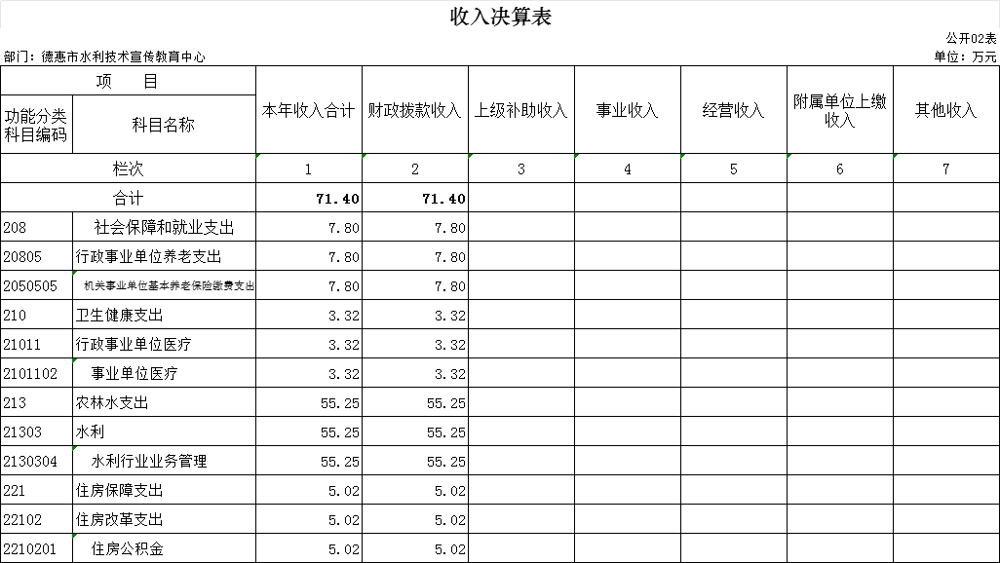 收入决算表
公开02表
部门：德惠市水利技术宣传教育中心 单位：万元
项 目 本年收入合计 财政拨款收入 上级补助收入 事业收入 经营收入 附属单位上缴收入 其他收入
功能分类科目编码 科目名称
栏次 1 2 3 4 5 6 7
合计 71.40 71.40
208 社会保障和就业支出 7.80 7.80
20805 行政事业单位养老支出 7.80 7.80
2050505 机关事业单位基本养老保险缴费支出 7.80 7.80
210 卫生健康支出 3.32 3.32
21011 行政事业单位医疗 3.32 3.32
2101102 事业单位医疗 3.32 3.32
213 农林水支出 55.25 55.25
21303 水利 55.25 55.25
2130304 水利行业业务管理 55.25 55.25
221 住房保障支出 5.02 5.02
22102 住房改革支出 5.02 5.02
2210201 住房公积金 5.02 5.02